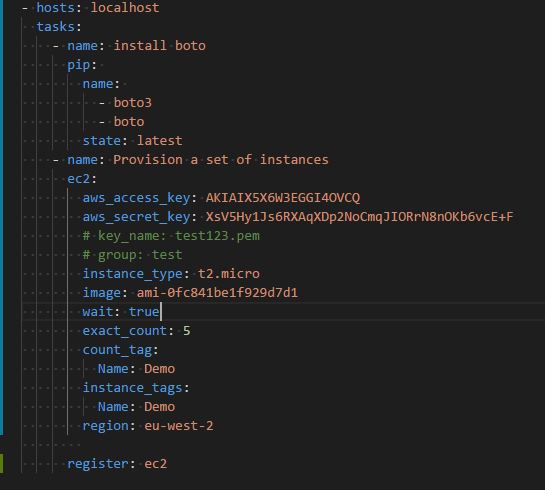 - hosts: localhost
  tasks:
    - name: install boto
      pip:
        name:
          - boto3
          - boto
        state: latest
    - name: Provision a set of instances
      ec2:
        aws_access_key: AKIAIX5X6W3EGGI4OVCQ
        aws_secret_key: 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
        # key_name: test123.pem
        # group: test
        instance_type: t2.micro
        image: ami-0fc841be1f929d7d1
        wait: true
        exact_count: 5
        count_tag:
          Name: Demo
        instance_tags:
          Name: Demo
        region: eu-west-2
      register: ec2